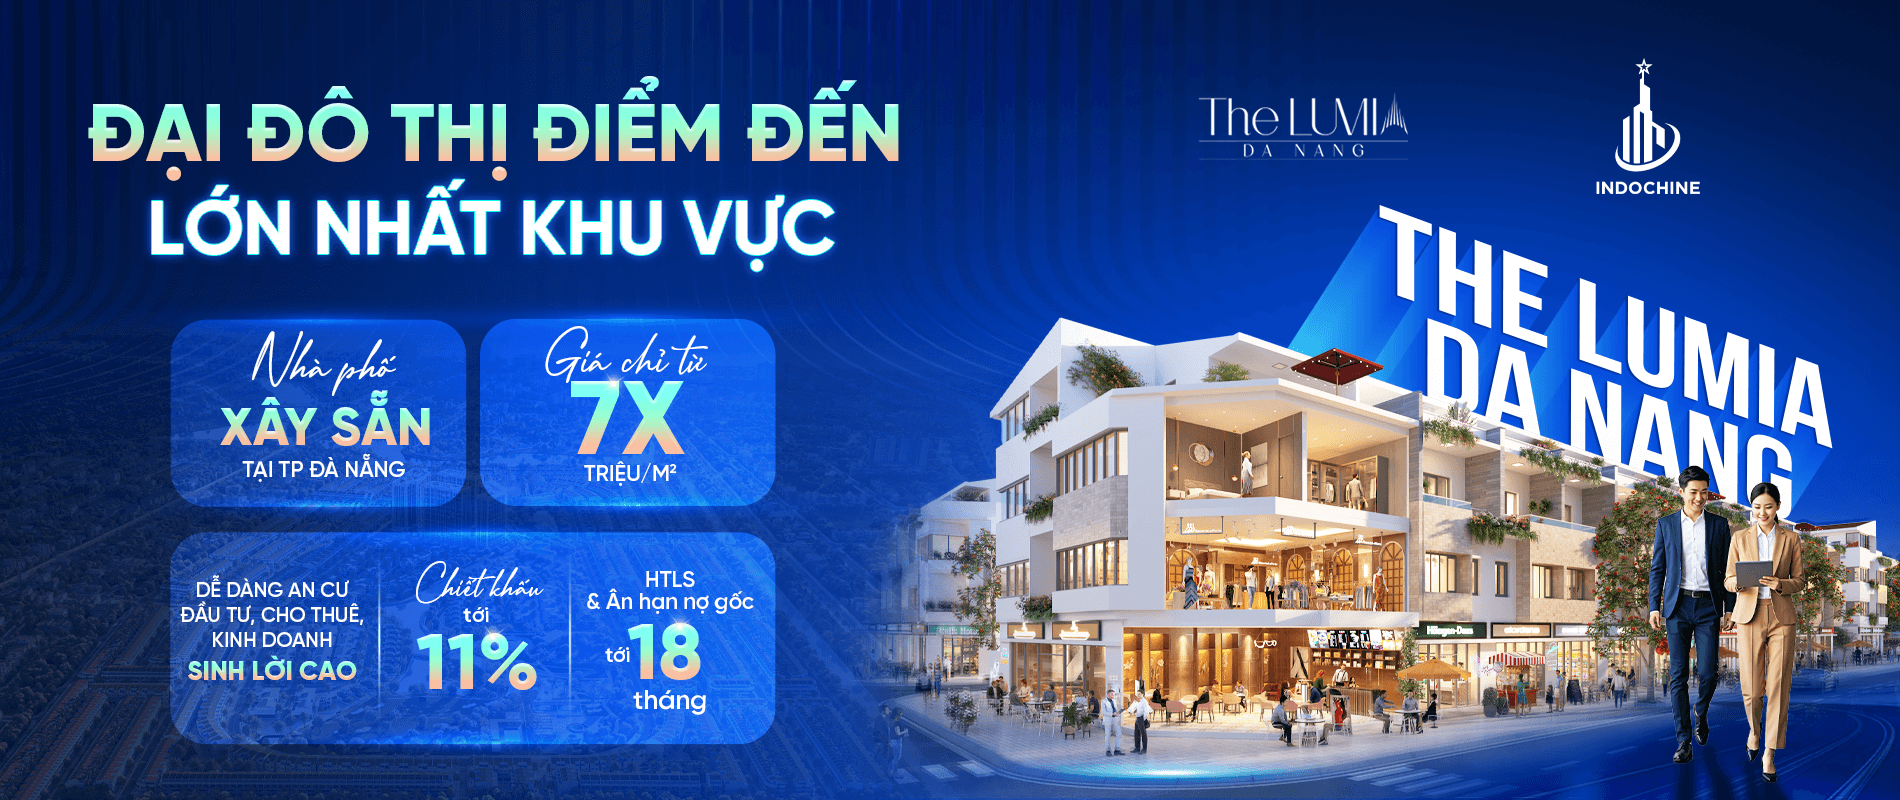 ĐẠI ĐÔ THỊ ĐIỂM ĐẾN
LỚN NHẤT KHU VỰC
The LUMIA
DA NANG
INDOCHINE
THE LUMIA
DA NANG
Nhà phố
XÂY SẴN
TẠI TP ĐÀ NẴNG
Giá chỉ từ
7X
TRIỆU/M²
DỄ DÀNG AN CƯ
ĐẦU TƯ, CHO THUÊ,
KINH DOANH
SINH LỜI CAO
Chiết khấu
tới
11%
HTLS
& Ân hạn nợ gốc
tới 18
tháng
Häagen-Dazs